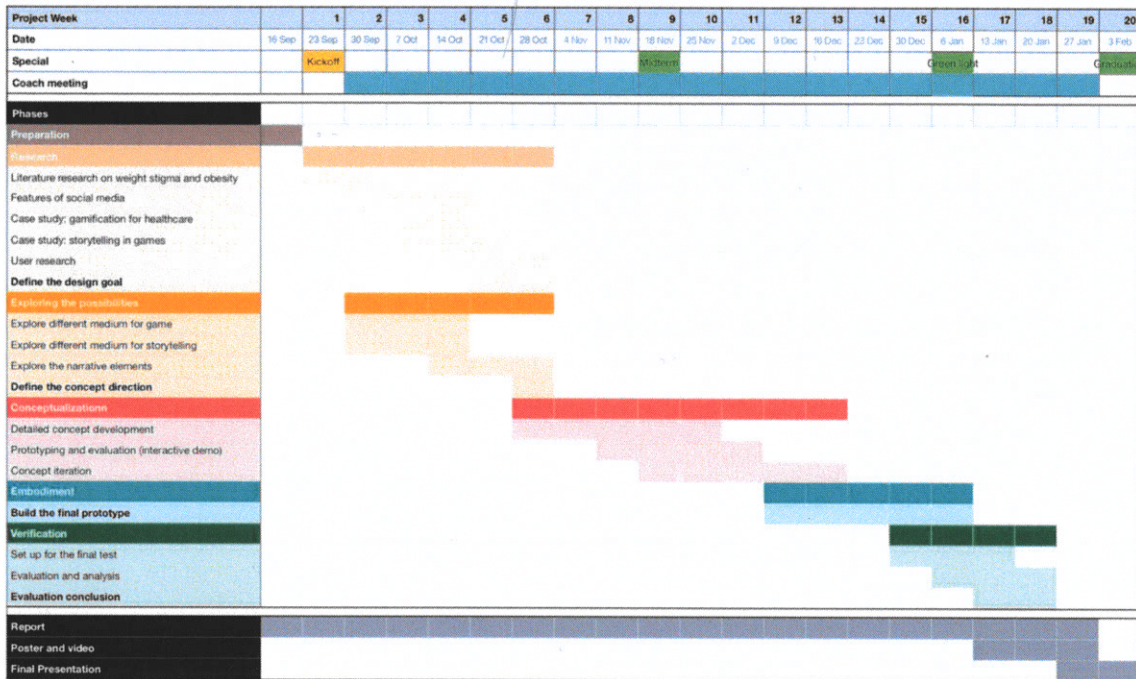 Project Week 1 2 3 4 5 6 7 8 9 10 11 12 13 14 15 16 17 18 19 20
Date 16 Sep 23 Sep 30 Sep 7 Oct 14 Oct 21 Oct 28 Oct 4 Nov 11 Nov 18 Nov 25 Nov 2 Dec 9 Dec 16 Dec 23 Dec 30 Dec 6 Jan 13 Jan 20 Jan 27 Jan 3 Feb
Special Kickoff Midterm Green light Graduatio
Coach meeting
Phases
Preparation
Research
Literature research on weight stigma and obesity
Features of social media
Case study: gamification for healthcare
Case study: storytelling in games
User research
Define the design goal
Exploring the possibilities
Explore different medium for game
Explore different medium for storytelling
Explore the narrative elements
Define the concept direction
Conceptualizationn
Detailed concept development
Prototyping and evaluation (interactive demo)
Concept iteration
Embodiment
Build the final prototype
Verification
Set up for the final test
Evaluation and analysis
Evaluation conclusion
Report
Poster and video
Final Presentation